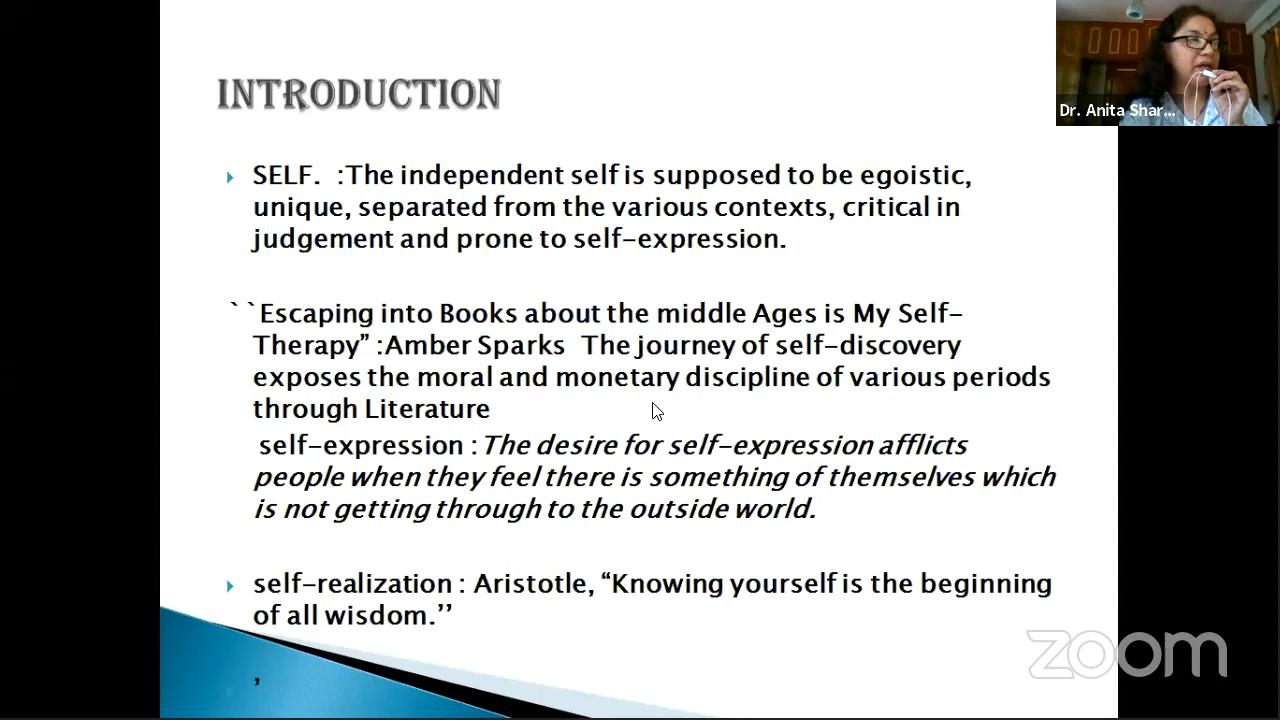 INTRODUCTION
SELF. :The independent self is supposed to be egoistic,
unique, separated from the various contexts, critical in
judgement and prone to self-expression.
``Escaping into Books about the middle Ages is My Self-
Therapy” :Amber Sparks The journey of self-discovery
exposes the moral and monetary discipline of various periods
through Literature
self-expression : The desire for self-expression afflicts
people when they feel there is something of themselves which
is not getting through to the outside world.
self-realization : Aristotle, “Knowing yourself is the beginning
of all wisdom.’’
,
Dr. Anita Shar...
zoom